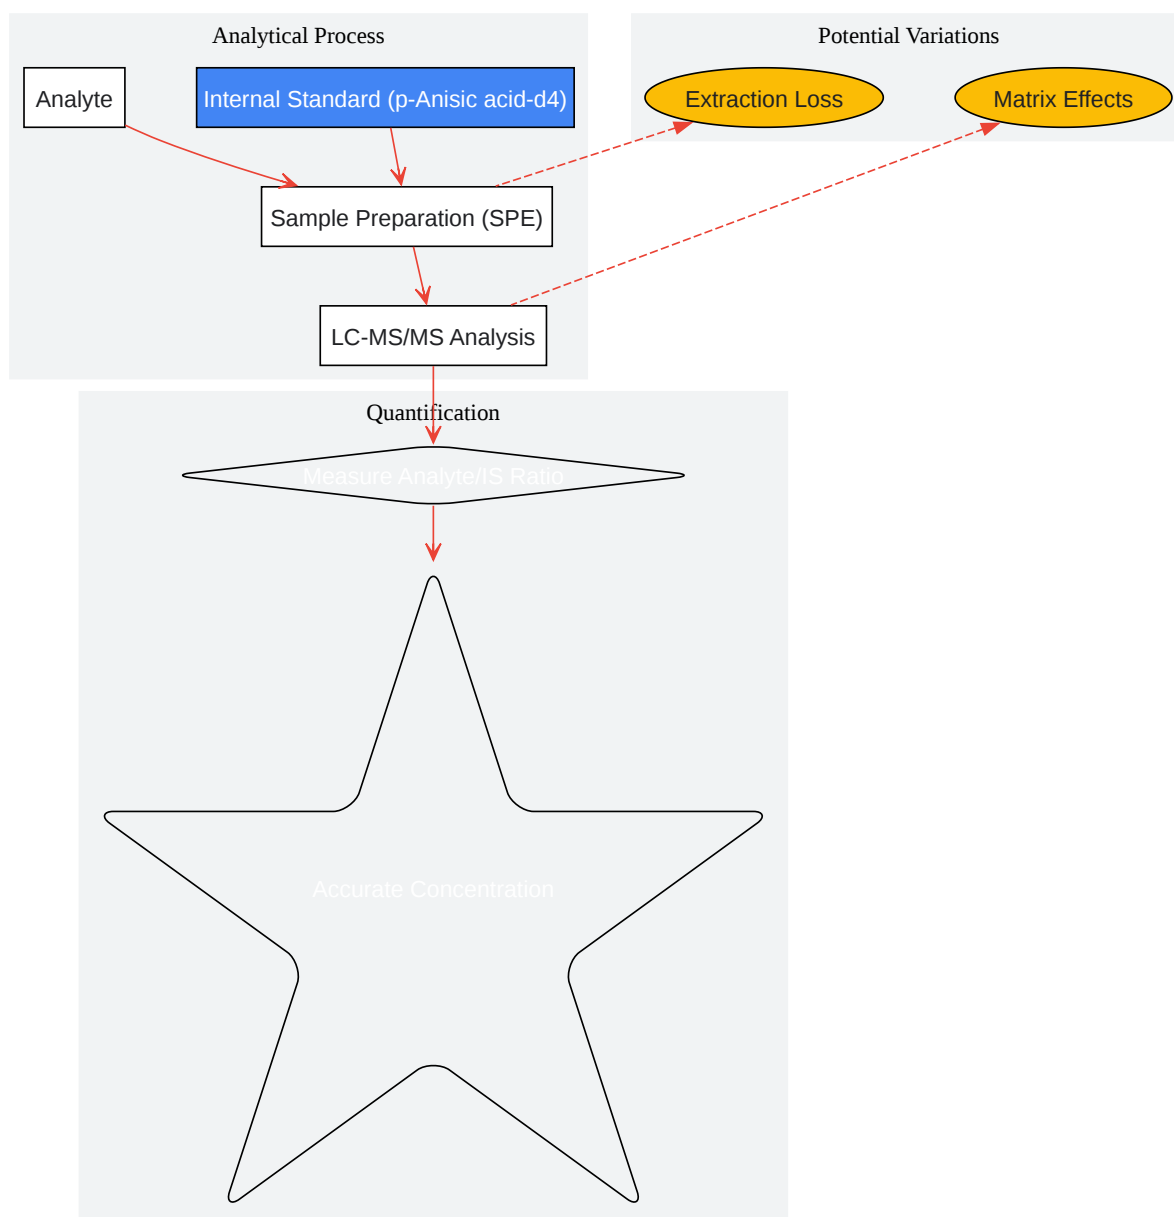 Analytical Process
Potential Variations
Analyte
Internal Standard (p-Anisic acid-d4)
Extraction Loss
Matrix Effects
Sample Preparation (SPE)
LC-MS/MS Analysis
Quantification
Measure Analyte/IS Ratio
Accurate Concentration